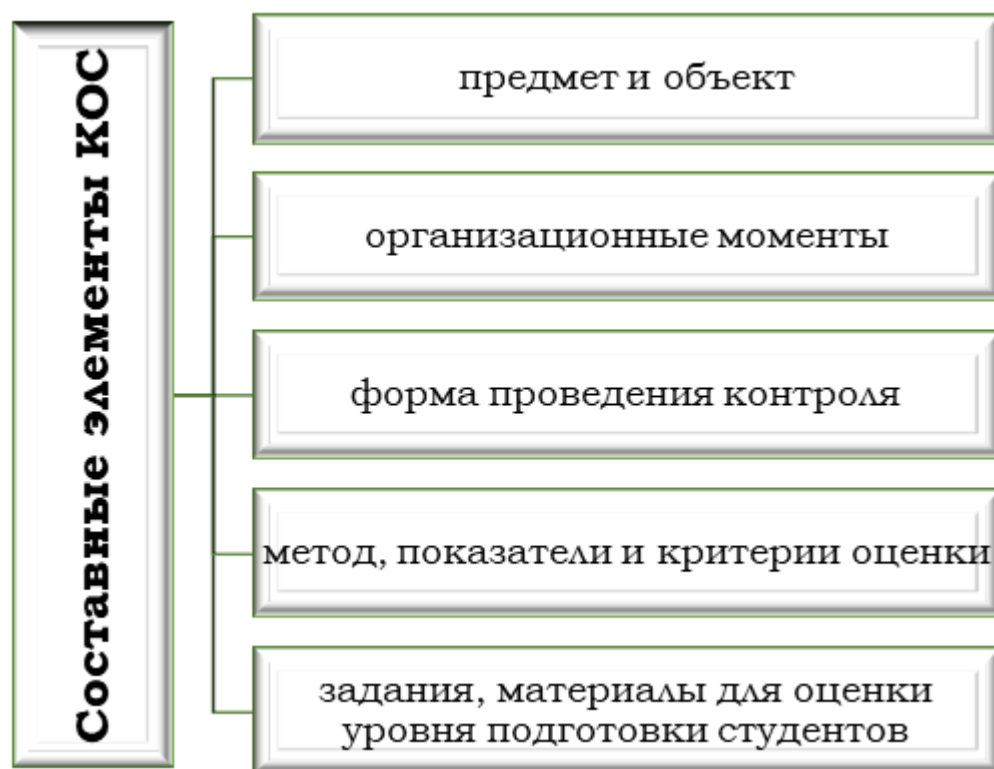 Составные элементы КОС
предмет и объект
организационные моменты
форма проведения контроля
метод, показатели и критерии оценки
задания, материалы для оценки
уровня подготовки студентов